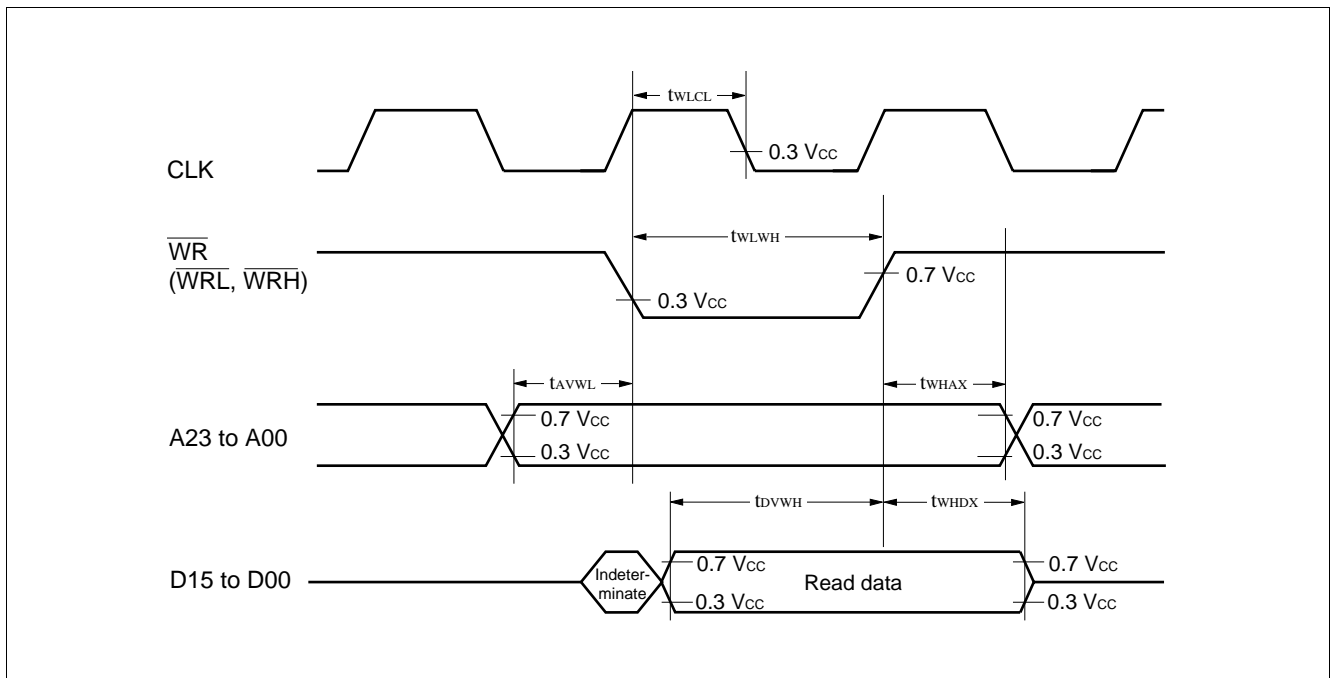 tWLCL
0.3 VCC
CLK
tWLWH
WR
(WRL, WRH)
0.7 VCC
0.3 VCC
tAVWL
tWHAX
0.7 VCC
0.7 VCC
A23 to A00
0.3 VCC
0.3 VCC
tDVWH
tWHDX
0.7 VCC
0.7 VCC
D15 to D00
Indeter-
minate
Read data
0.3 VCC
0.3 VCC